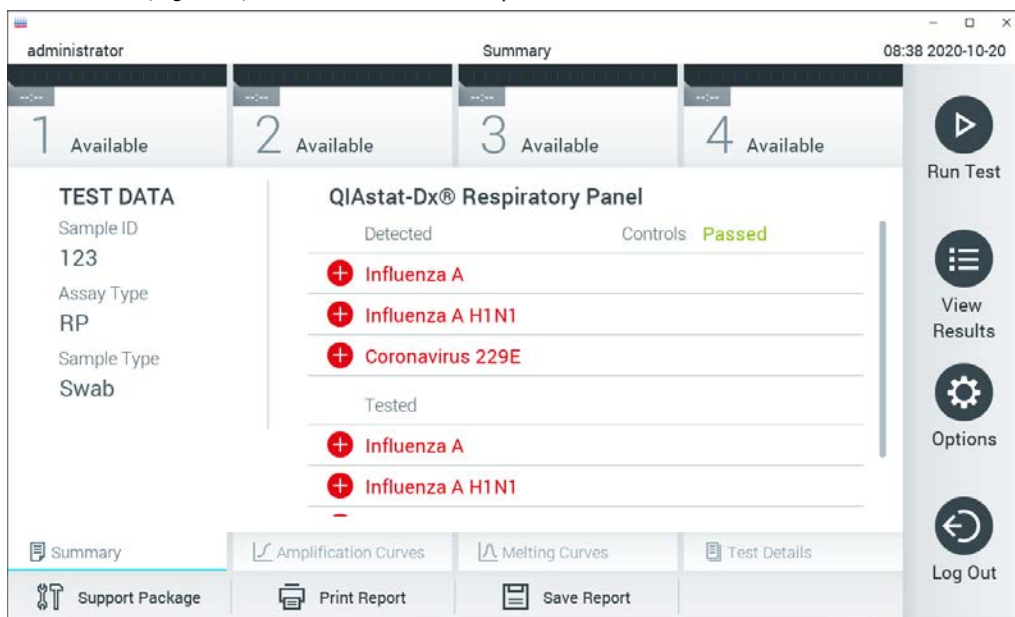 administrator
Summary
08:38 2020-10-20
--:--
1 Available
--:--
2 Available
--:--
3 Available
--:--
4 Available
Run Test
View
Results
Options
Log Out
TEST DATA
Sample ID
123
Assay Type
RP
Sample Type
Swab
QIAstat-Dx® Respiratory Panel
Detected
Controls Passed
Influenza A
Influenza A H1N1
Coronavirus 229E
Tested
Influenza A
Influenza A H1N1
Summary
Amplification Curves
Melting Curves
Test Details
Support Package
Print Report
Save Report